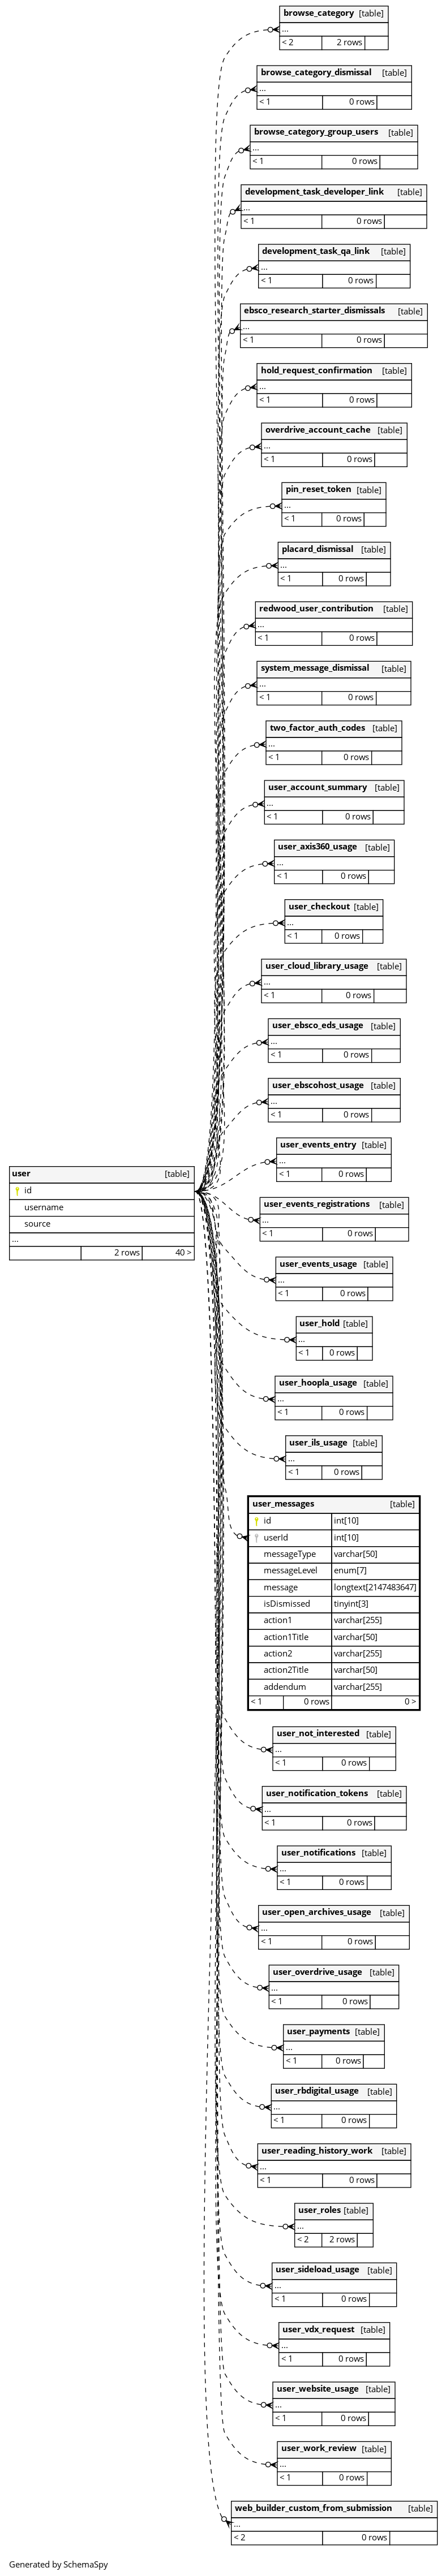 browse_category [table]
...
< 2 2 rows
browse_category_dismissal [table]
...
< 1 0 rows
browse_category_group_users [table]
...
< 1 0 rows
development_task_developer_link [table]
...
< 1 0 rows
development_task_qa_link [table]
...
< 1 0 rows
ebsco_research_starter_dismissals [table]
...
< 1 0 rows
hold_request_confirmation [table]
...
< 1 0 rows
overdrive_account_cache [table]
...
< 1 0 rows
pin_reset_token [table]
...
< 1 0 rows
placard_dismissal [table]
...
< 1 0 rows
redwood_user_contribution [table]
...
< 1 0 rows
system_message_dismissal [table]
...
< 1 0 rows
two_factor_auth_codes [table]
...
< 1 0 rows
user_account_summary [table]
...
< 1 0 rows
user_axis360_usage [table]
...
< 1 0 rows
user_checkout [table]
...
< 1 0 rows
user_cloud_library_usage [table]
...
< 1 0 rows
user_ebsco_eds_usage [table]
...
< 1 0 rows
user_ebscohost_usage [table]
...
< 1 0 rows
user_events_entry [table]
...
< 1 0 rows
user [table]
id
username
source
...
2 rows 40 >
user_events_registrations [table]
...
< 1 0 rows
user_events_usage [table]
...
< 1 0 rows
user_hold [table]
...
< 1 0 rows
user_hoopla_usage [table]
...
< 1 0 rows
user_ils_usage [table]
...
< 1 0 rows
user_messages [table]
id int[10]
userId int[10]
messageType varchar[50]
messageLevel enum[7]
message longtext[2147483647]
isDismissed tinyint[3]
action1 varchar[255]
action1Title varchar[50]
action2 varchar[255]
action2Title varchar[50]
addendum varchar[255]
< 1 0 rows 0 >
user_not_interested [table]
...
< 1 0 rows
user_notification_tokens [table]
...
< 1 0 rows
user_notifications [table]
...
< 1 0 rows
user_open_archives_usage [table]
...
< 1 0 rows
user_overdrive_usage [table]
...
< 1 0 rows
user_payments [table]
...
< 1 0 rows
user_rbdigital_usage [table]
...
< 1 0 rows
user_reading_history_work [table]
...
< 1 0 rows
user_roles [table]
...
< 2 2 rows
user_sideload_usage [table]
...
< 1 0 rows
user_vdx_request [table]
...
< 1 0 rows
user_website_usage [table]
...
< 1 0 rows
user_work_review [table]
...
< 1 0 rows
web_builder_custom_from_submission [table]
...
< 2 0 rows
Generated by SchemaSpy